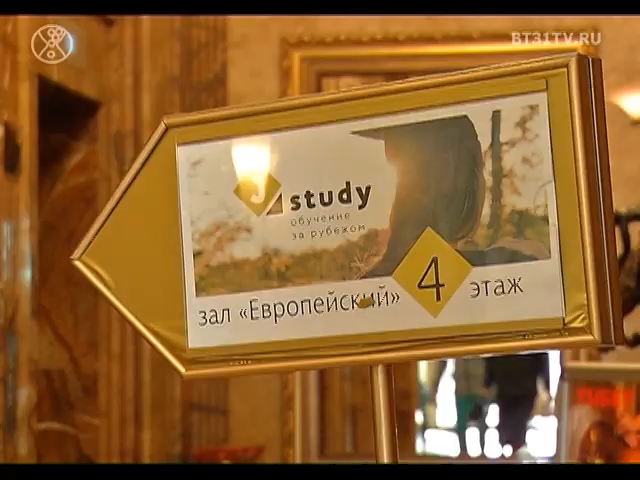 BT31TV.RU
study
обучение
за рубежом
зал «Европейский» 4 этаж